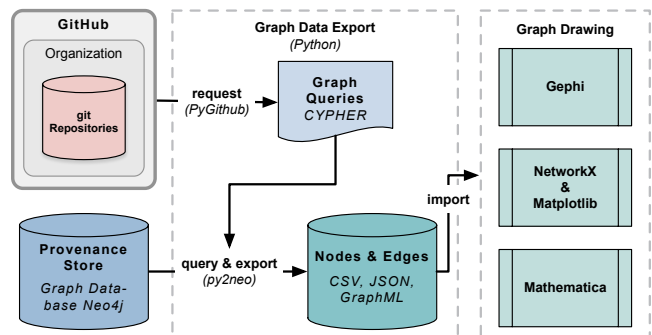 GitHub
Organization
git
Repositories
Graph Data Export
(Python)
request
(PyGithub)
Graph
Queries
CYPHER
Provenance
Store
Graph Data-
base Neo4j
query & export
(py2neo)
Nodes & Edges
CSV, JSON,
GraphML
import
Graph Drawing
Gephi
NetworkX
&
Matplotlib
Mathematica